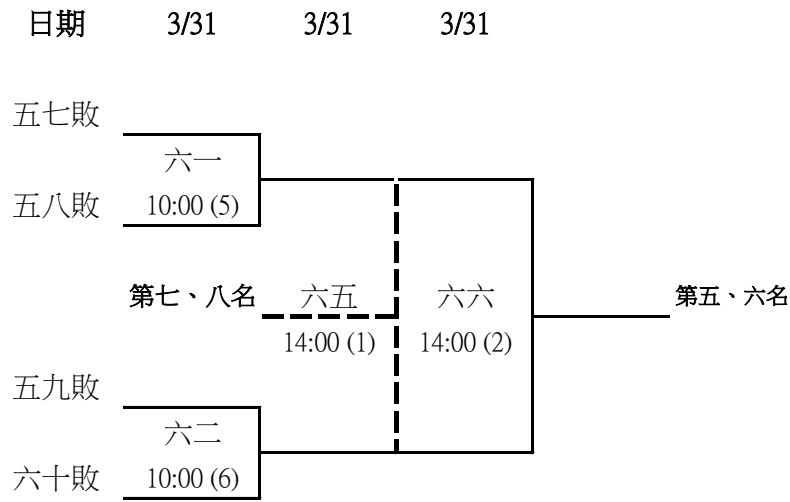 日期 3/31 3/31 3/31
五七敗
六一
五八敗 10:00 (5)
第七、八名 六五 六六 第五、六名
14:00 (1) 14:00 (2)
五九敗
六二
六十敗 10:00 (6)